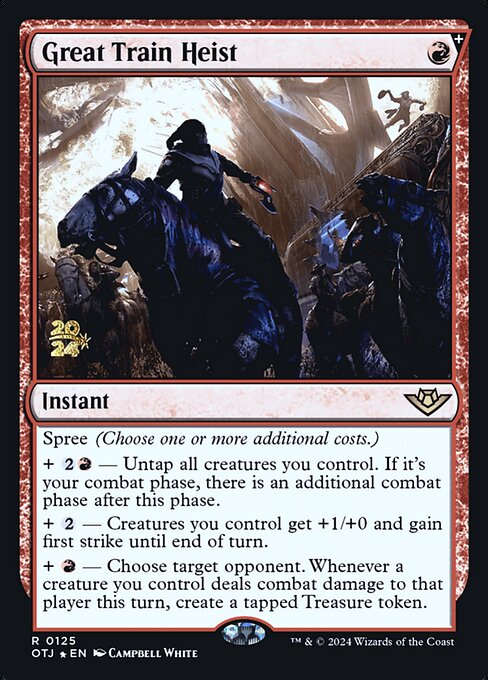 Great Train Heist
2024
Instant
Spree (Choose one or more additional costs.)
+ 2 — Untap all creatures you control. If it's
your combat phase, there is an additional combat
phase after this phase.
+ 2 — Creatures you control get +1/+0 and gain
first strike until end of turn.
+ — Choose target opponent. Whenever a
creature you control deals combat damage to that
player this turn, create a tapped Treasure token.
R 0125
OTJ ★ EN Campbell White
™ & © 2024 Wizards of the Coast